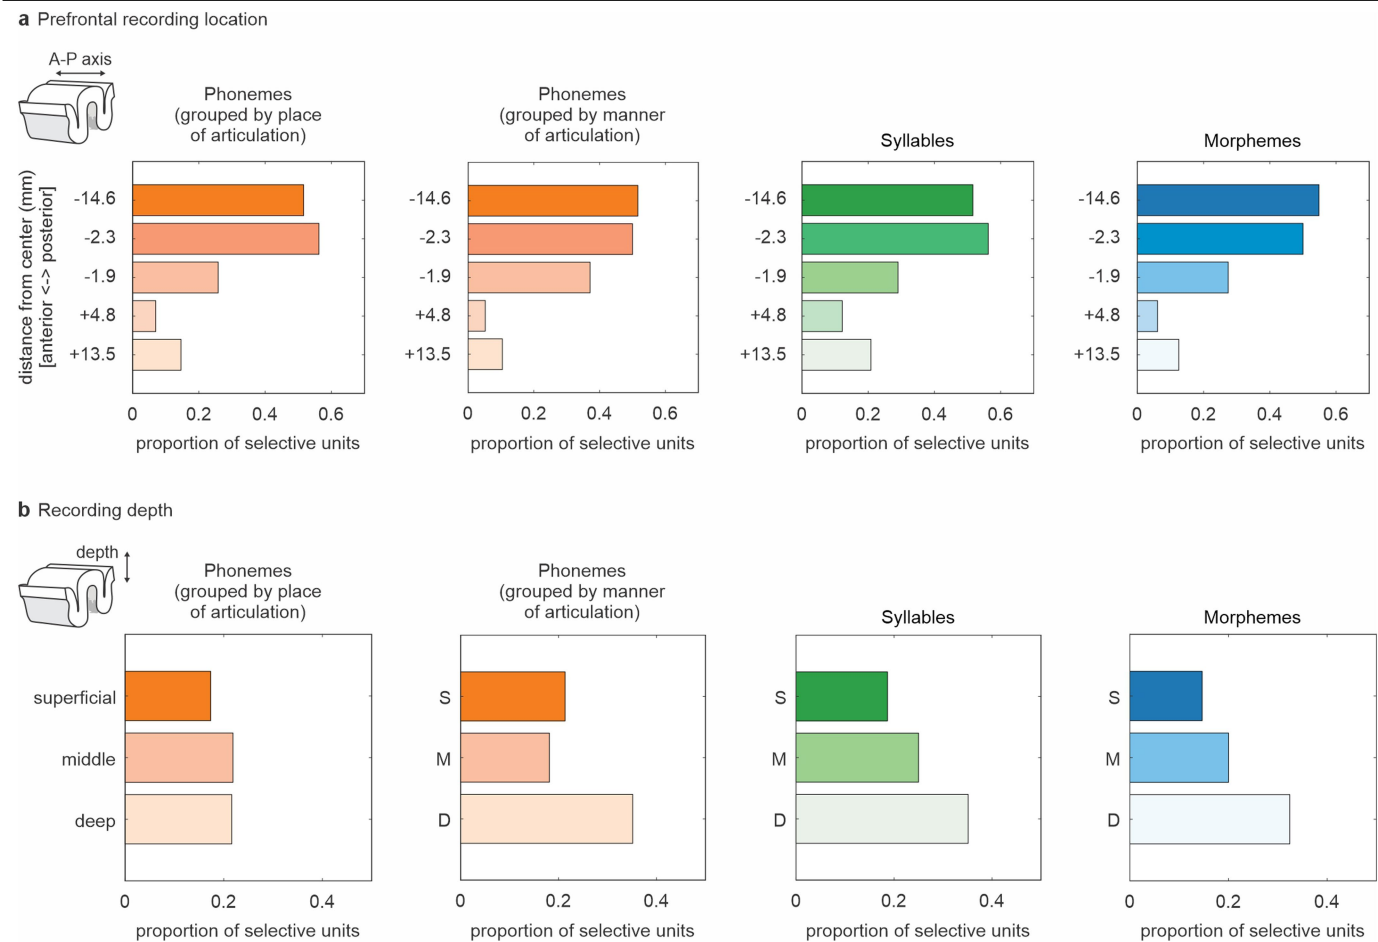 a Prefrontal recording location
A-P axis
Phonemes
(grouped by place
of articulation)
distance from center (mm)
[anterior <-> posterior]
-14.6
-2.3
-1.9
+4.8
+13.5
0 0.2 0.4 0.6
proportion of selective units
Phonemes
(grouped by manner
of articulation)
-14.6
-2.3
-1.9
+4.8
+13.5
0 0.2 0.4 0.6
proportion of selective units
Syllables
-14.6
-2.3
-1.9
+4.8
+13.5
0 0.2 0.4 0.6
proportion of selective units
Morphemes
-14.6
-2.3
-1.9
+4.8
+13.5
0 0.2 0.4 0.6
proportion of selective units
b Recording depth
depth
Phonemes
(grouped by place
of articulation)
superficial
middle
deep
0 0.2 0.4
proportion of selective units
Phonemes
(grouped by manner
of articulation)
S
M
D
0 0.2 0.4
proportion of selective units
Syllables
S
M
D
0 0.2 0.4
proportion of selective units
Morphemes
S
M
D
0 0.2 0.4
proportion of selective units